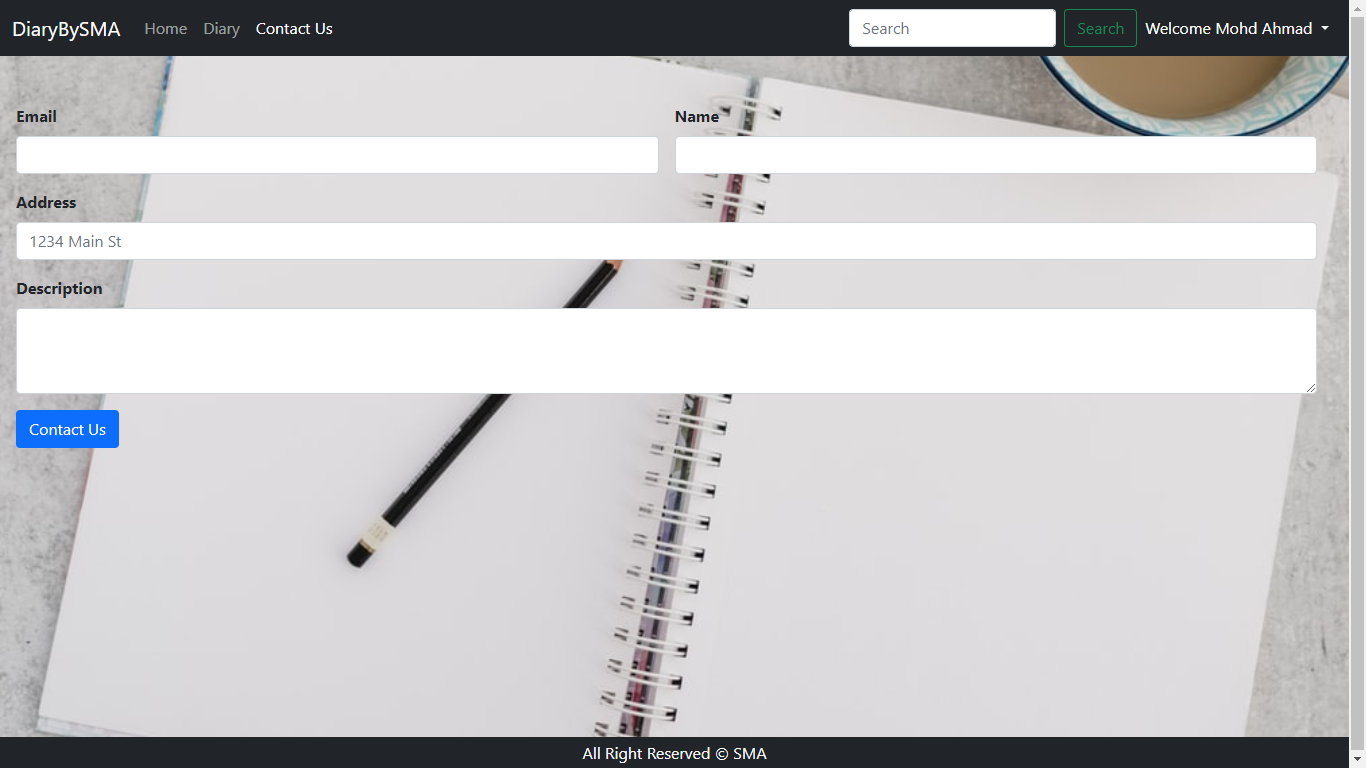 DiaryBySMA Home Diary Contact Us Search Search Welcome Mohd Ahmad
Email Name
Address
1234 Main St
Description
Contact Us
All Right Reserved © SMA